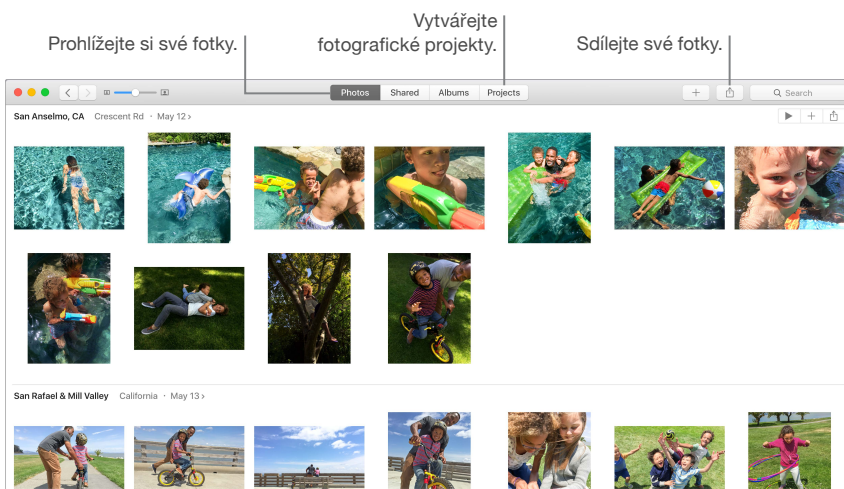 Vytvářejte
Prohlížejte si své fotky.
fotografické projekty.
Sdílejte své fotky.
Photos Shared Albums Projects
Search
San Anselmo, CA Crescent Rd · May 12 ›
San Rafael & Mill Valley California · May 13 ›